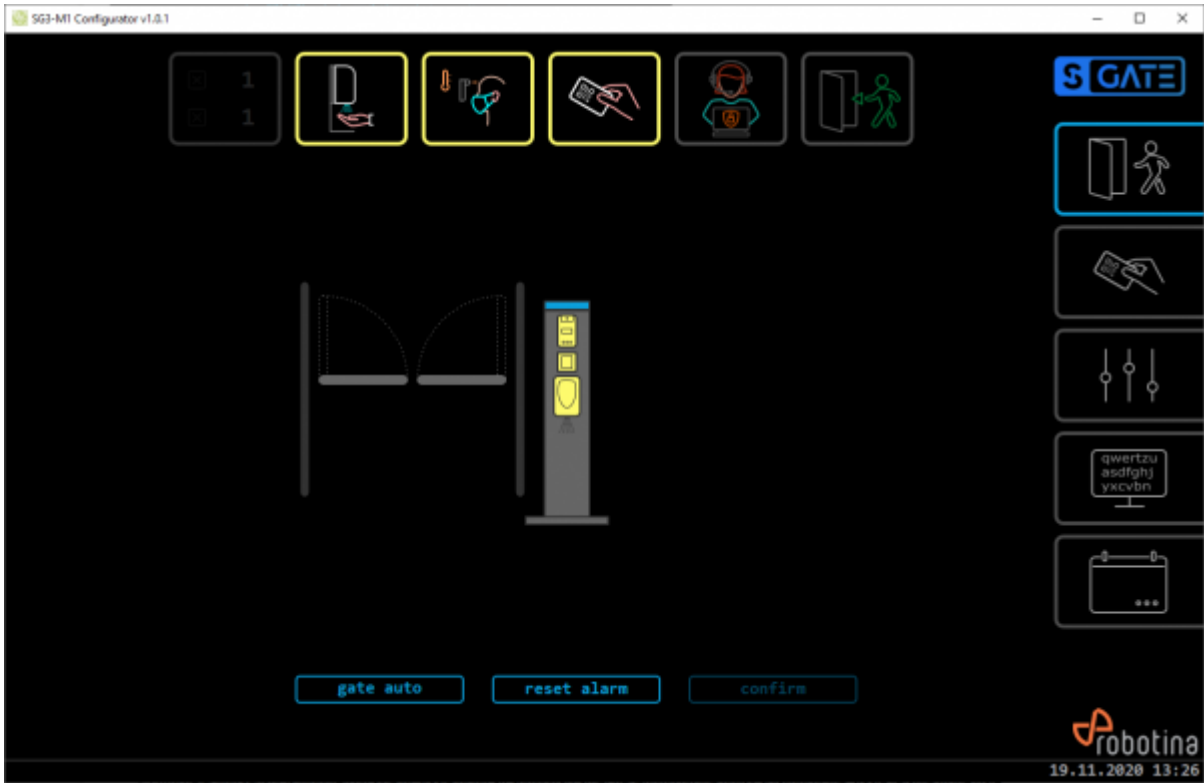 SG3-M1 Configurator v1.0.1
1
1
S GATE
qwertzu
asdfghj
yxcvbn
gate auto
reset alarm
confirm
robotina
19.11.2020 13:26